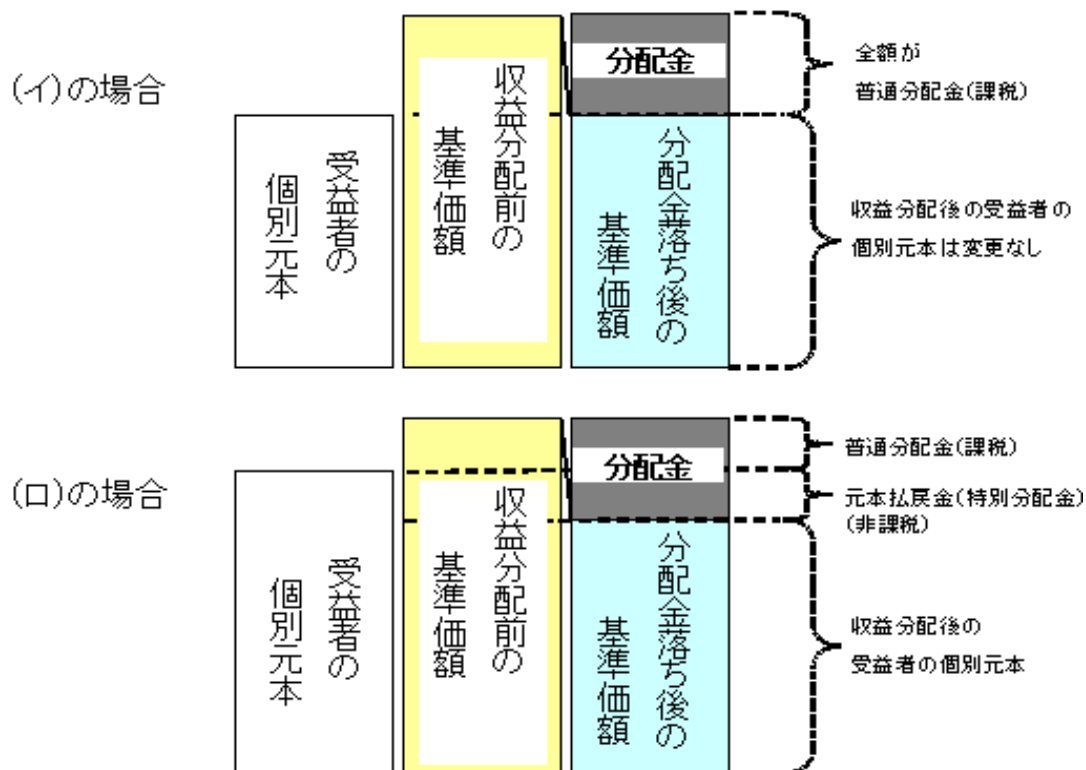 (イ)の場合
受益者の
個別元本
収益分配前の
基準価額
分配金
分配金落ち後の
基準価額
全額が
普通分配金(課税)
収益分配後の受益者の
個別元本は変更なし
(ロ)の場合
受益者の
個別元本
収益分配前の
基準価額
分配金
分配金落ち後の
基準価額
普通分配金(課税)
元本払戻金(特別分配金)
(非課税)
収益分配後の
受益者の個別元本